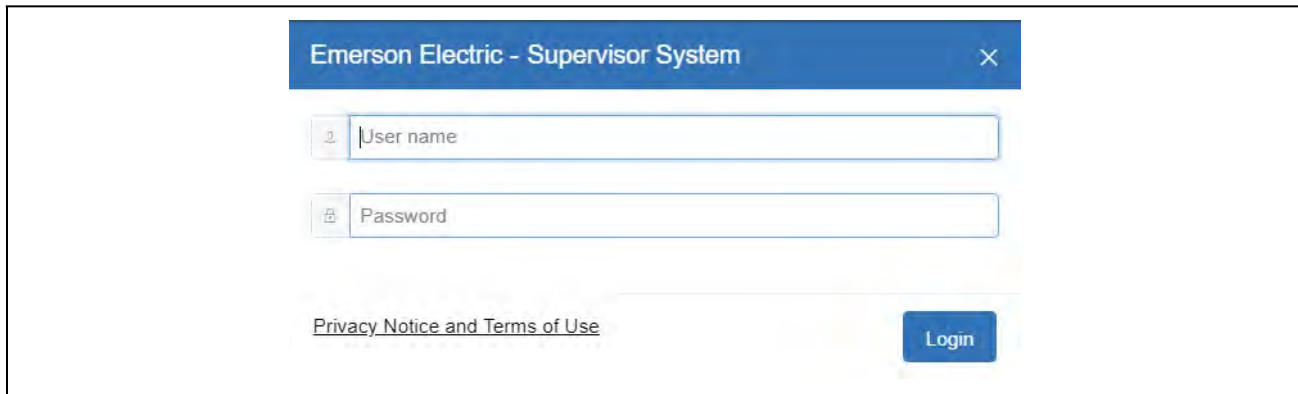 Emerson Electric - Supervisor System
User name
Password
Privacy Notice and Terms of Use
Login